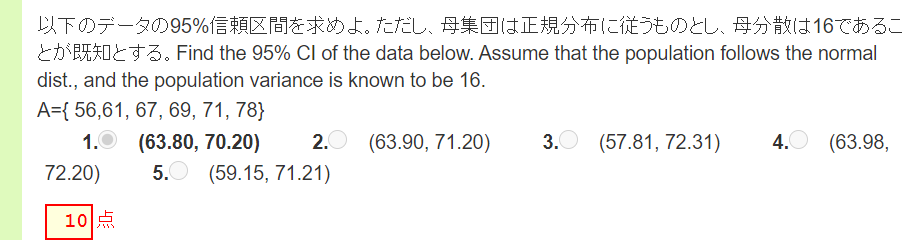 以下のデータの95%信頼区間を求めよ。ただし、母集団は正規分布に従うものとし、母分散は16であるこ
とが既知とする。Find the 95% CI of the data below. Assume that the population follows the normal
dist., and the population variance is known to be 16.
A={ 56,61, 67, 69, 71, 78}
1. (63.80, 70.20) 2. (63.90, 71.20) 3. (57.81, 72.31) 4. (63.98,
72.20) 5. (59.15, 71.21)
10 点